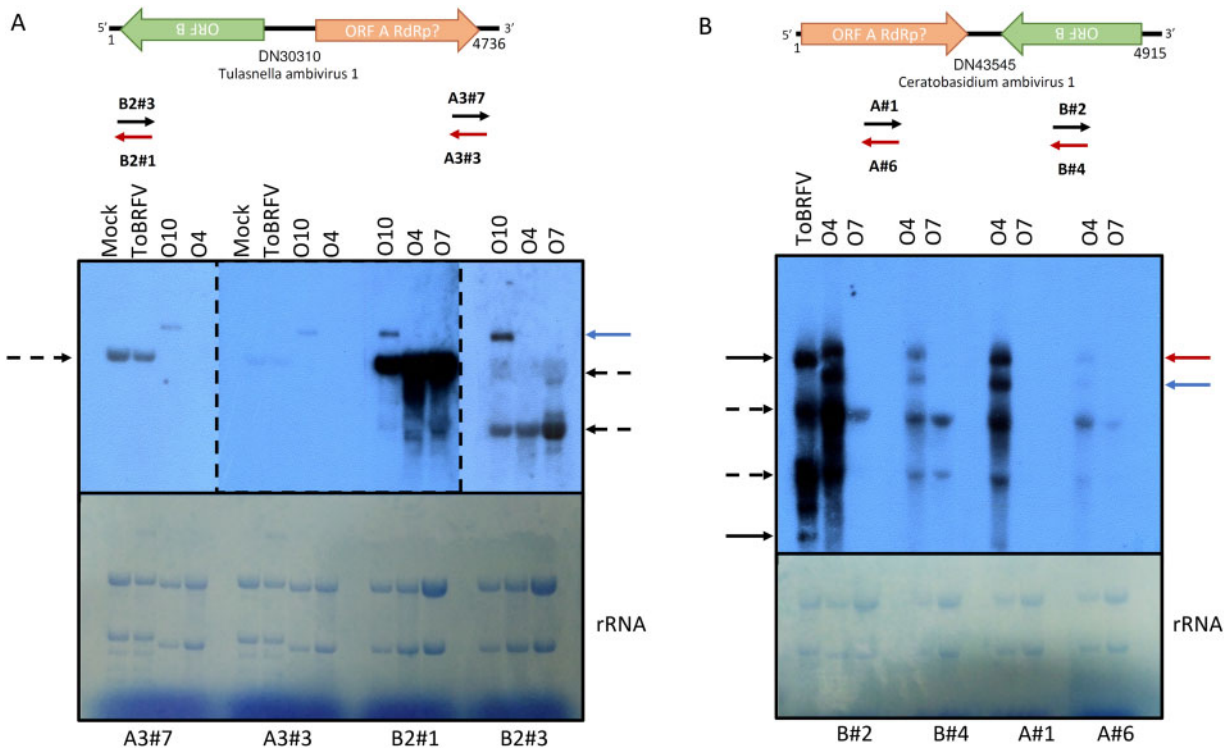 A
5′
ORF B
ORF A RdRp?
3′
1
4736
DN30310
Tulasnella ambivirus 1
B2#3
A3#7
B2#1
A3#3
Mock
ToBRFV
O10
O4
Mock
ToBRFV
O10
O4
O10
O4
O7
O10
O4
O7
rRNA
A3#7
A3#3
B2#1
B2#3
B
5′
ORF A RdRp?
ORF B
3′
1
4915
DN43545
Ceratobasidium ambivirus 1
A#1
B#2
A#6
B#4
ToBRFV
O4
O7
O4
O7
O4
O7
O4
O7
rRNA
B#2
B#4
A#1
A#6